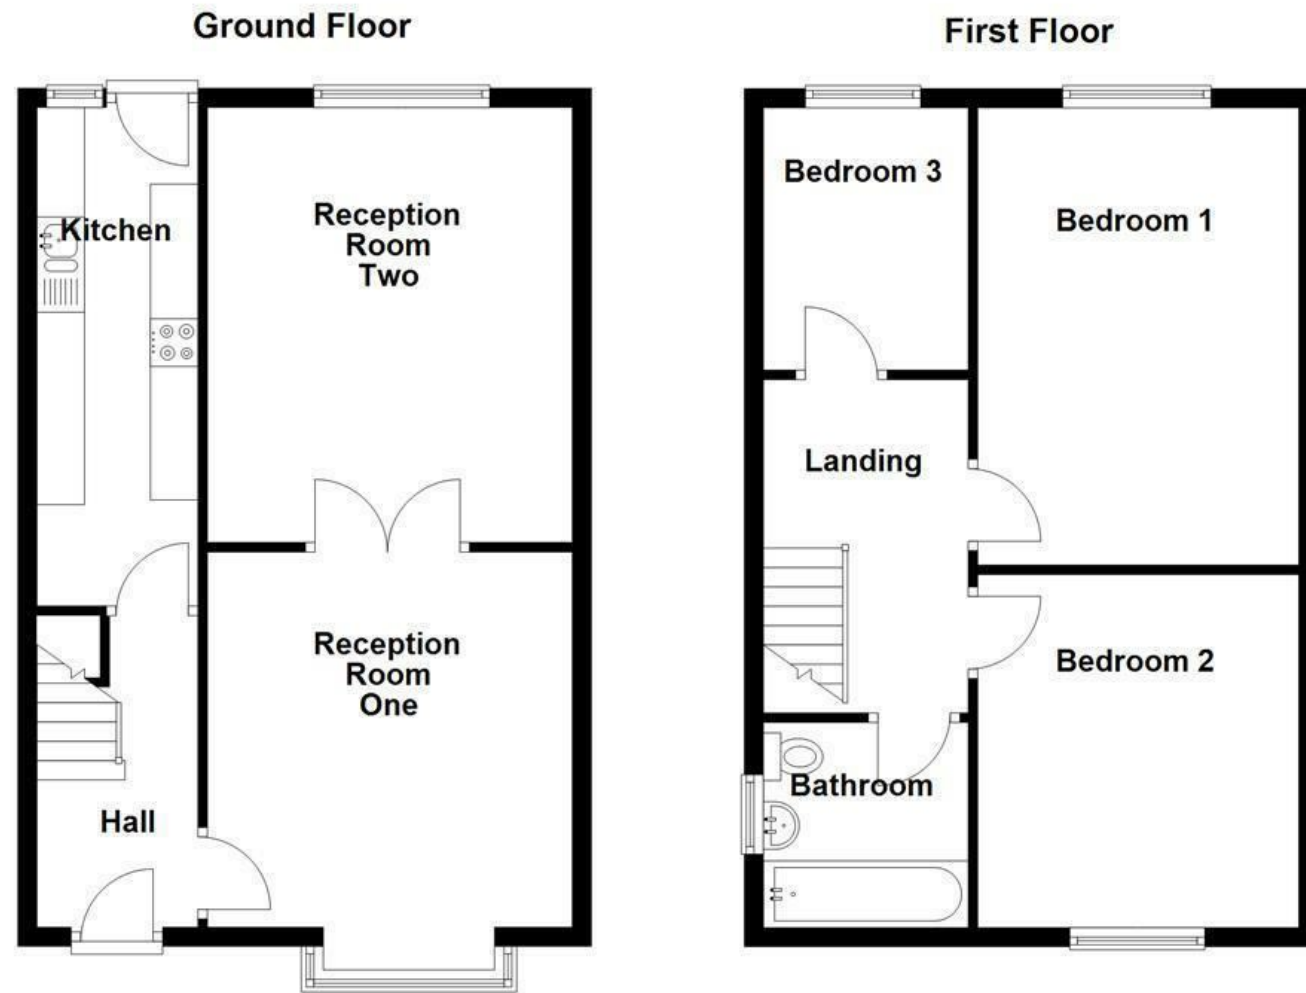 Ground Floor
Kitchen
Reception
Room
Two
Reception
Room
One
Hall
First Floor
Bedroom 3
Bedroom 1
Landing
Bedroom 2
Bathroom